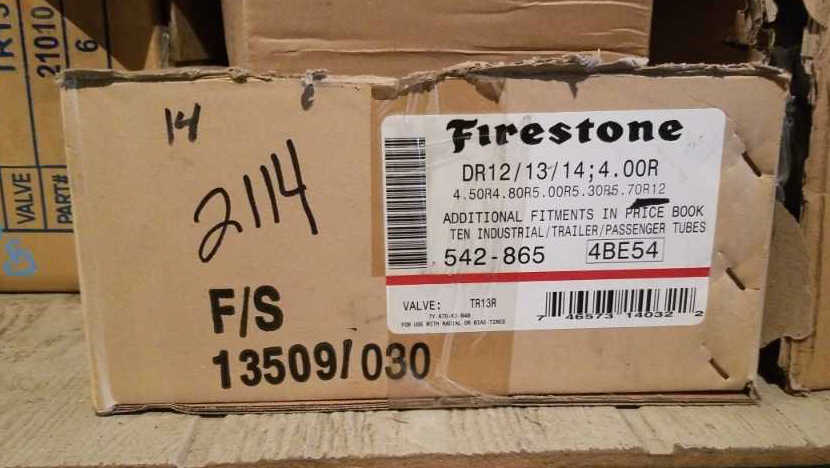 VALVE
PART#
21010
6
14
2114
F/S
13509/030
Firestone
DR12/13/14;4.00R
4.50R4.80R5.00R5.30R5.70R12
ADDITIONAL FITMENTS IN PRICE BOOK
TEN INDUSTRIAL/TRAILER/PASSENGER TUBES
542-865 4BE54
VALVE: TR13R
FOR USE WITH RADIAL OR BIAS TIRES
7 46573 14032 2